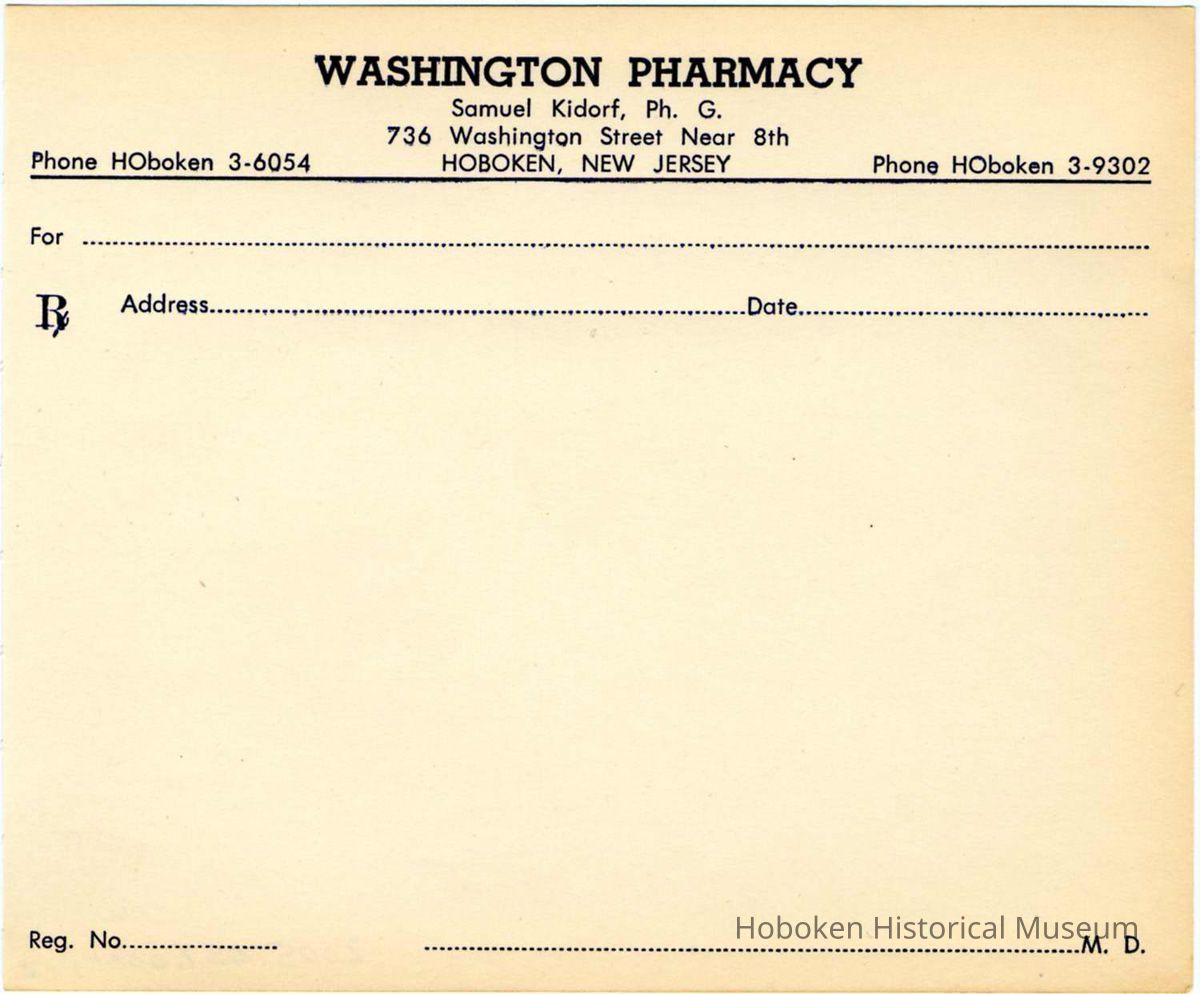 WASHINGTON PHARMACY
Samuel Kidorf, Ph. G.
736 Washington Street Near 8th
Phone HOboken 3-6054 HOBOKEN, NEW JERSEY Phone HOboken 3-9302
For
℞ Address Date
Hoboken Historical Museum
Reg. No. M. D.